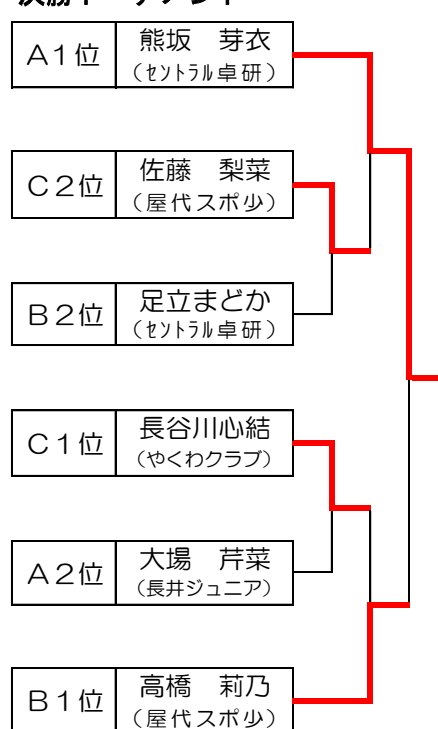 決勝トーナメント
A1位
熊坂　芽衣
（ｾﾝﾄﾗﾙ卓研）
C2位
佐藤　梨菜
（屋代スポ少）
B2位
足立まどか
（ｾﾝﾄﾗﾙ卓研）
C1位
長谷川心結
（やくわクラブ）
A2位
大場　芹菜
（長井ジュニア）
B1位
高橋　莉乃
（屋代スポ少）